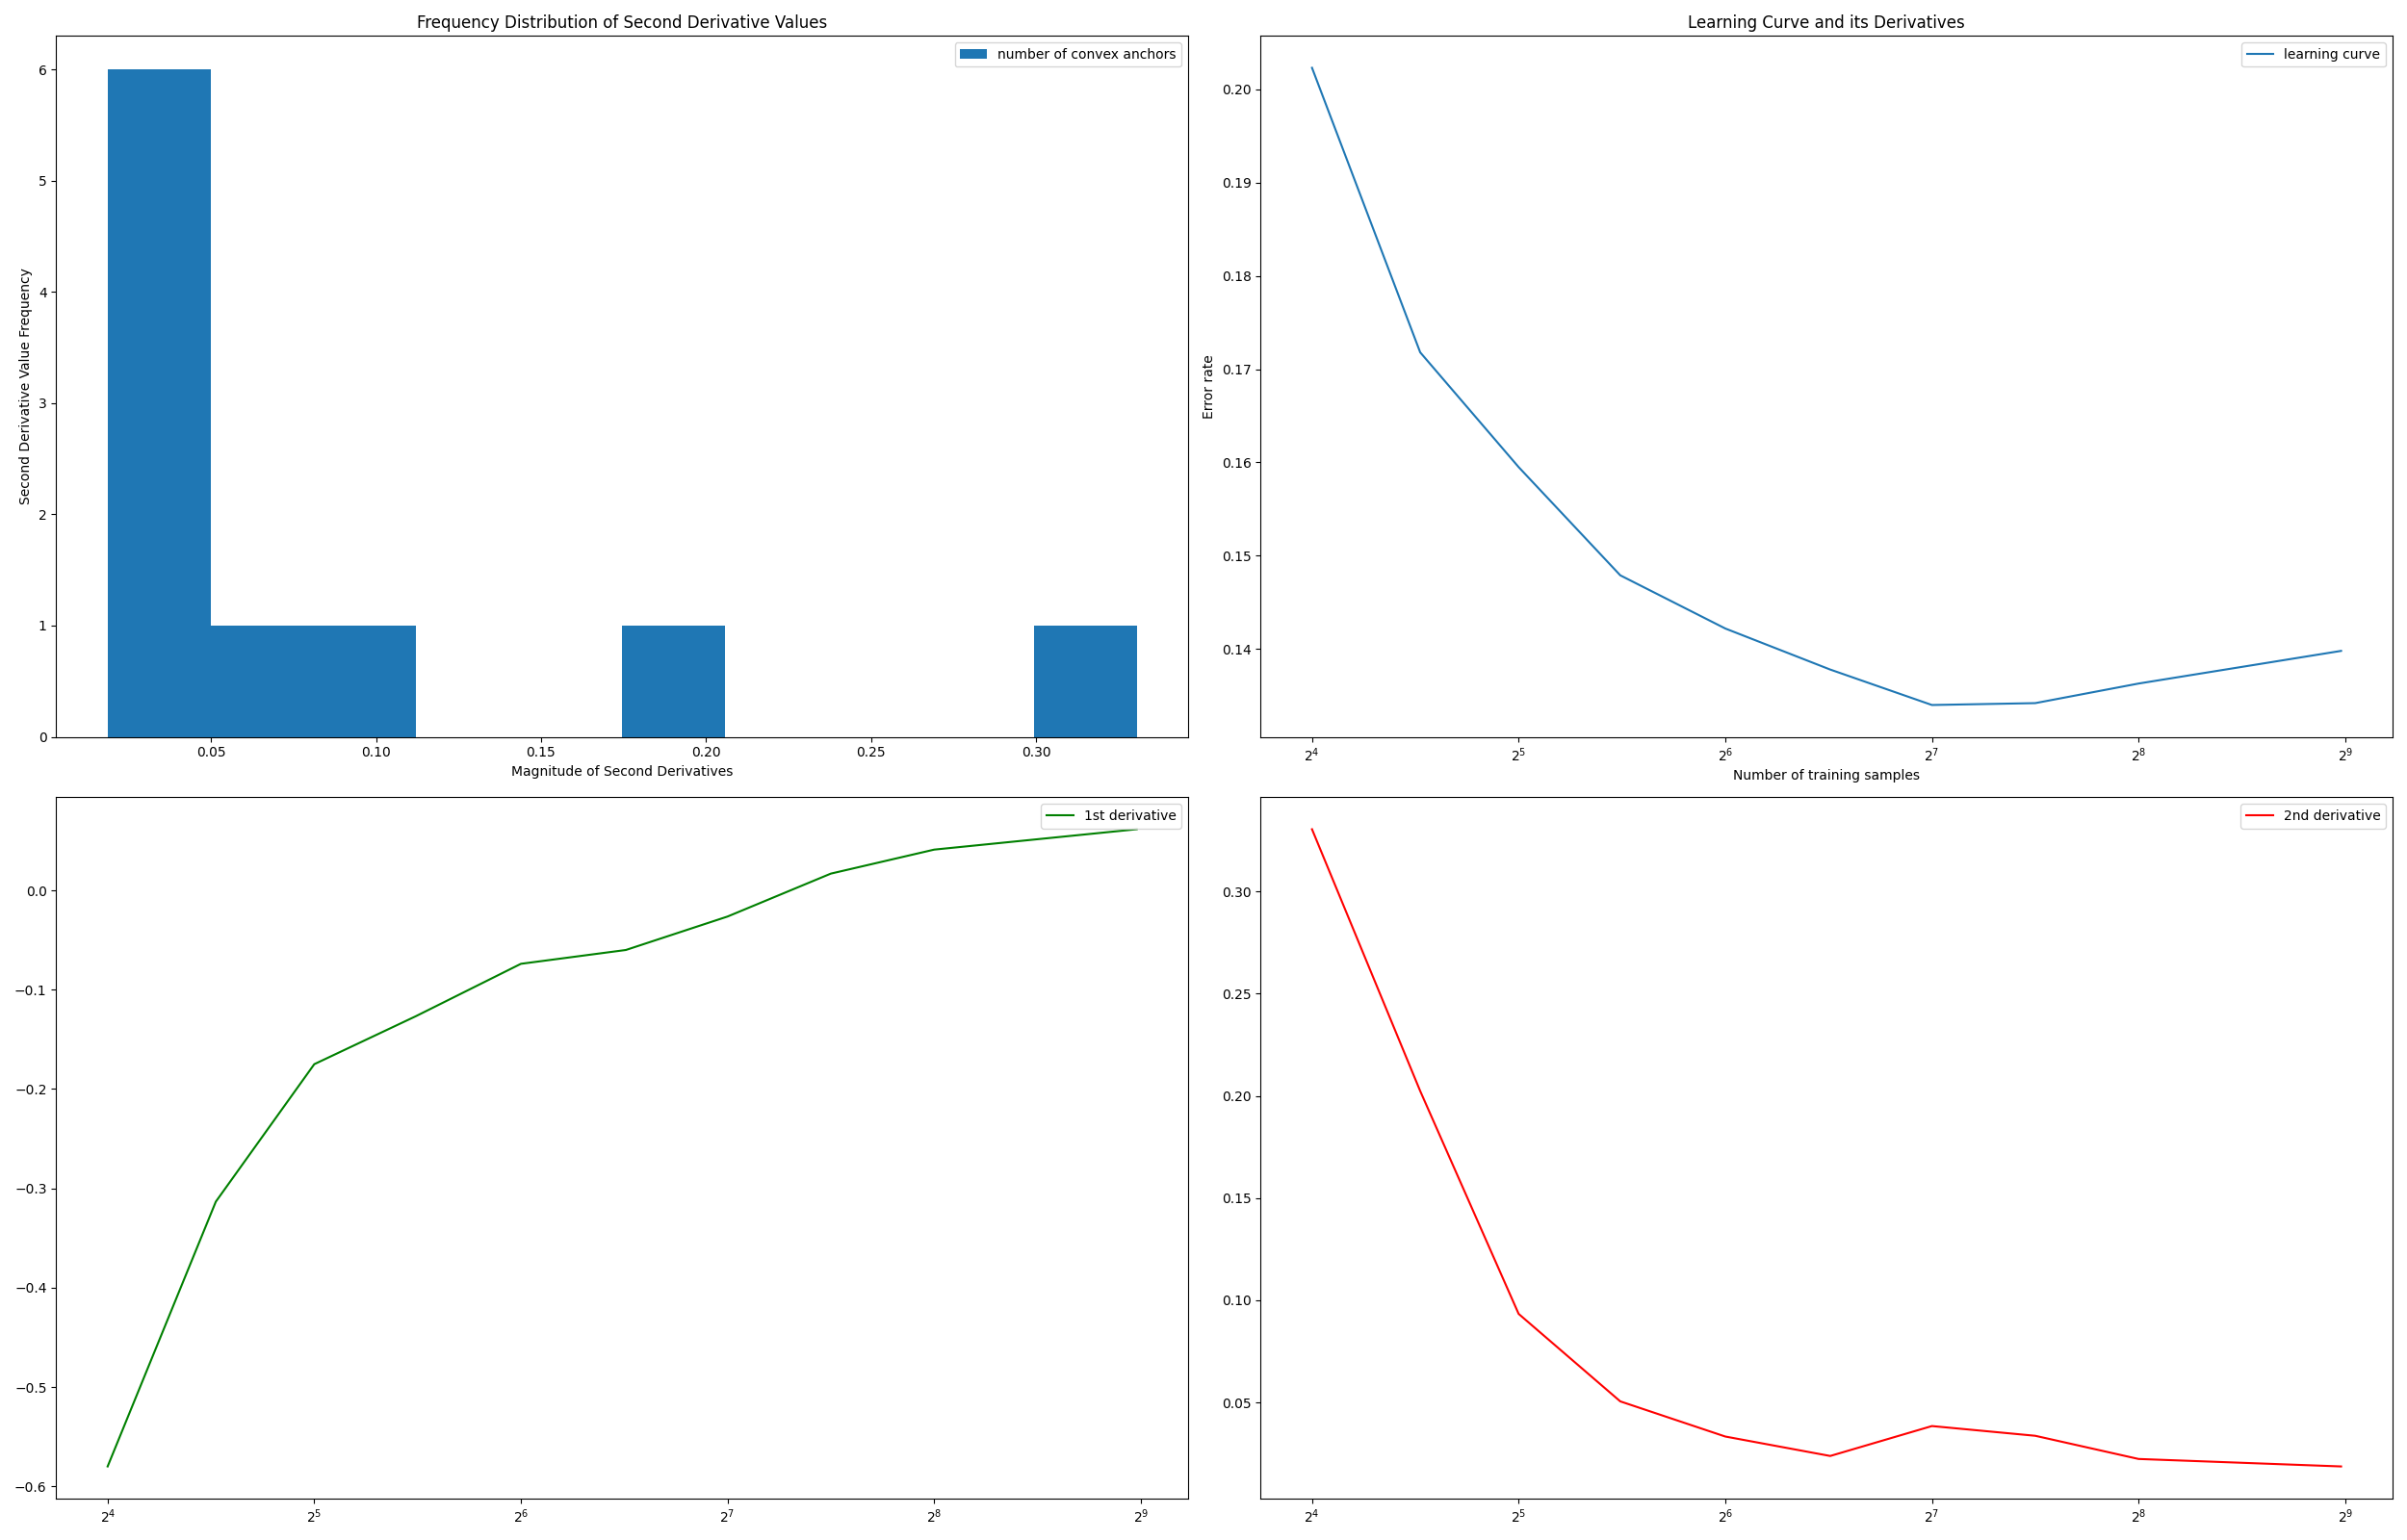 Frequency Distribution of Second Derivative Values
number of convex anchors
Second Derivative Value Frequency
6
5
4
3
2
1
0
0.05 0.10 0.15 0.20 0.25 0.30
Magnitude of Second Derivatives
Learning Curve and its Derivatives
learning curve
Error rate
0.20
0.19
0.18
0.17
0.16
0.15
0.14
2⁴ 2⁵ 2⁶ 2⁷ 2⁸ 2⁹
Number of training samples
1st derivative
0.0
−0.1
−0.2
−0.3
−0.4
−0.5
−0.6
2⁴ 2⁵ 2⁶ 2⁷ 2⁸ 2⁹
2nd derivative
0.30
0.25
0.20
0.15
0.10
0.05
2⁴ 2⁵ 2⁶ 2⁷ 2⁸ 2⁹